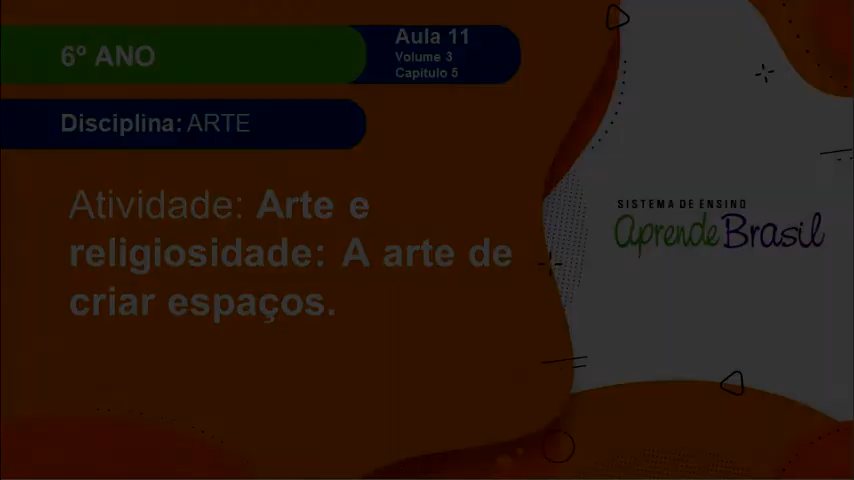 6º ANO
Aula 11
Volume 3
Capítulo 5
Disciplina: ARTE
Atividade: Arte e
religiosidade: A arte de
criar espaços.
SISTEMA DE ENSINO
aprende Brasil